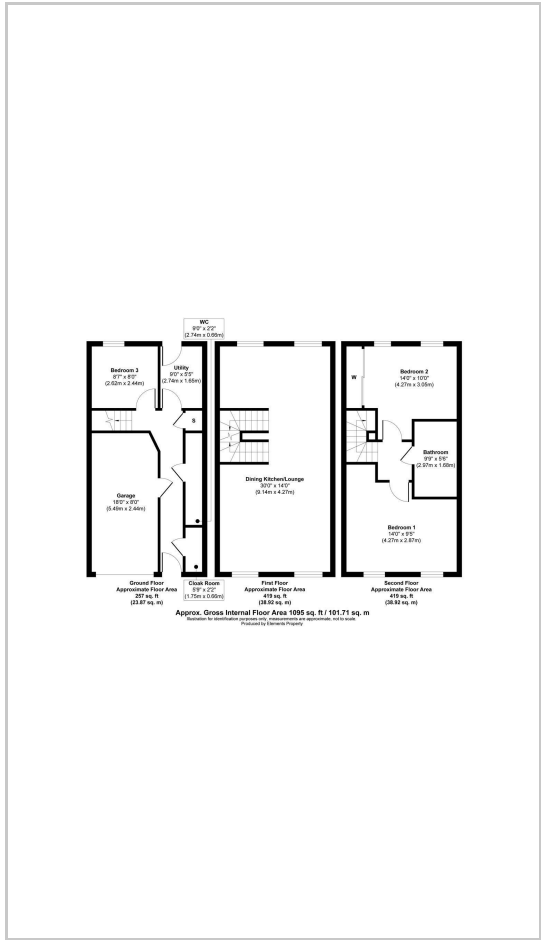 WC
9'0" x 2'2"
(2.74m x 0.66m)
Bedroom 3
8'7" x 8'0"
(2.62m x 2.44m)
Utility
9'0" x 5'5"
(2.74m x 1.65m)
S
Garage
18'0" x 8'0"
(5.49m x 2.44m)
Cloak Room
5'9" x 2'2"
(1.75m x 0.66m)
Ground Floor
Approximate Floor Area
257 sq. ft
(23.87 sq. m)
Dining Kitchen/Lounge
30'0" x 14'0"
(9.14m x 4.27m)
First Floor
Approximate Floor Area
419 sq. ft
(38.92 sq. m)
W
Bedroom 2
14'0" x 10'0"
(4.27m x 3.05m)
Bathroom
9'9" x 5'6"
(2.97m x 1.68m)
Bedroom 1
14'0" x 9'5"
(4.27m x 2.87m)
Second Floor
Approximate Floor Area
419 sq. ft
(38.92 sq. m)
Approx. Gross Internal Floor Area 1095 sq. ft / 101.71 sq. m
Illustration for identification purposes only, measurements are approximate, not to scale.
Produced by Elements Property